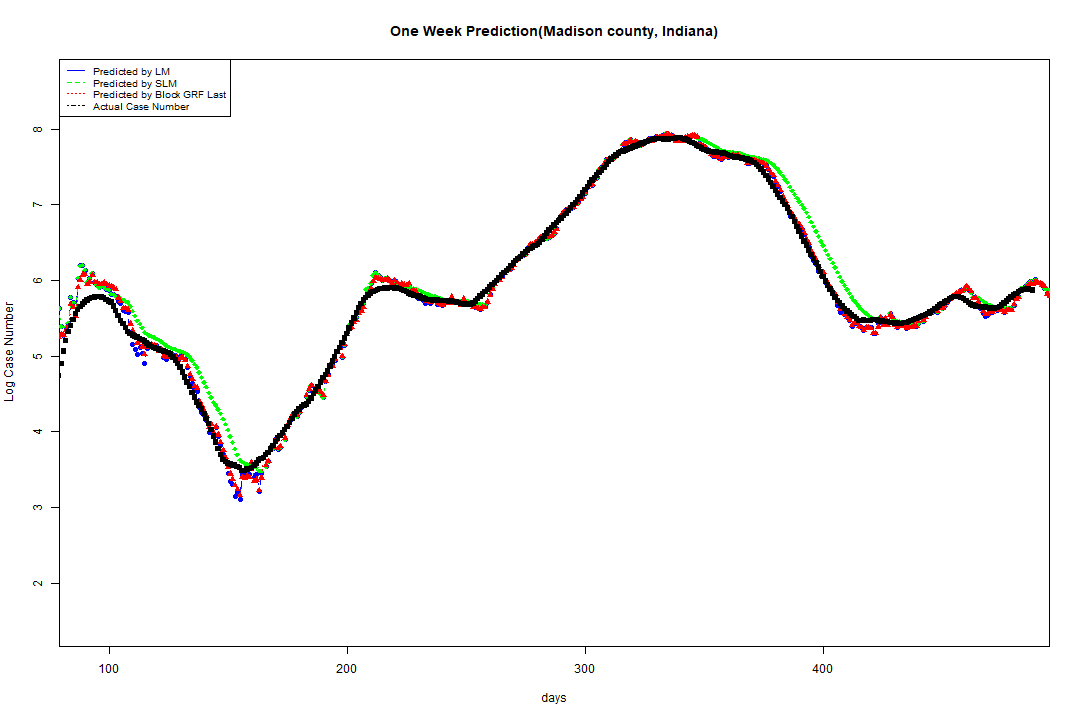 One Week Prediction(Madison county, Indiana)
Predicted by LM
Predicted by SLM
Predicted by Block GRF Last
Actual Case Number
8
7
6
5
4
3
2
Log Case Number
100 200 300 400
days